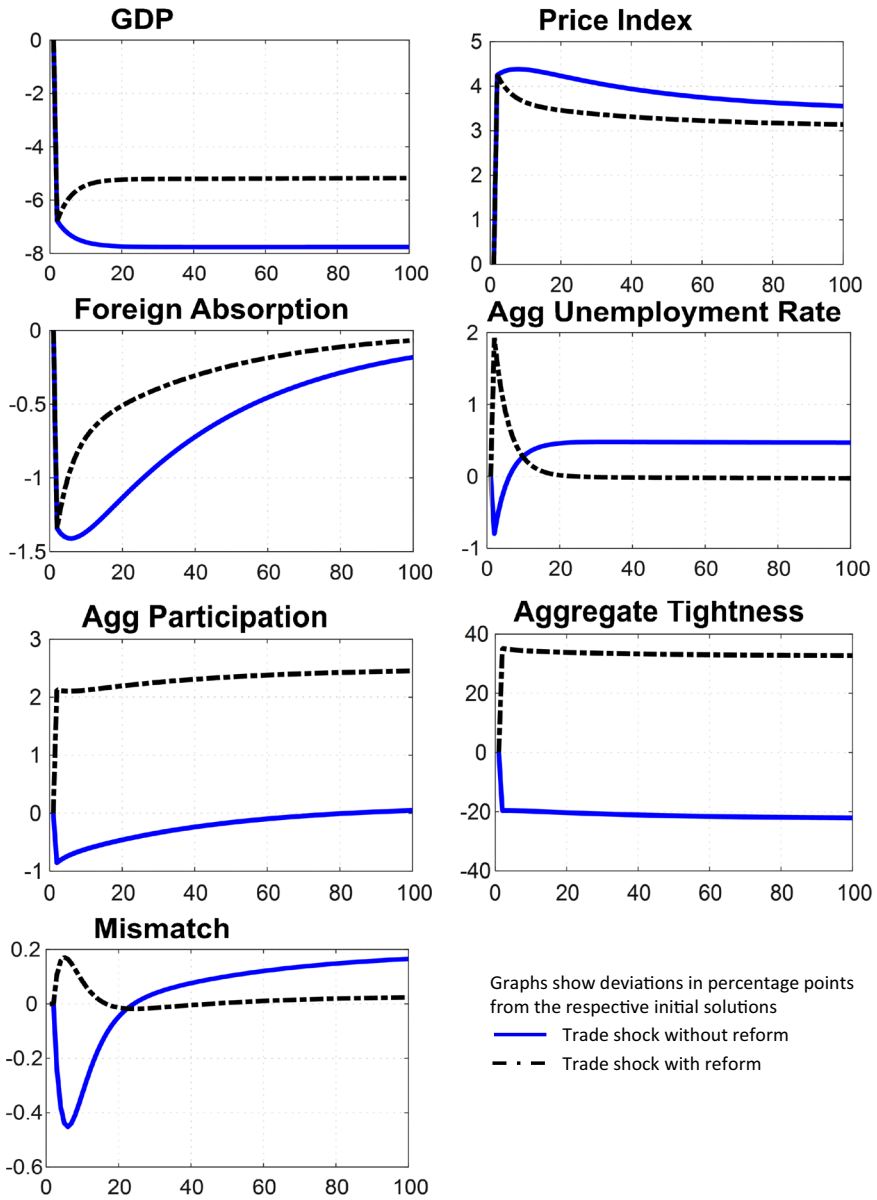 GDP
0
-2
-4
-6
-8
0 20 40 60 80 100
Price Index
5
4
3
2
1
0
0 20 40 60 80 100
Foreign Absorption
0
-0.5
-1
-1.5
0 20 40 60 80 100
Agg Unemployment Rate
2
1
0
-1
0 20 40 60 80 100
Agg Participation
3
2
1
0
-1
0 20 40 60 80 100
Aggregate Tightness
40
20
0
-20
-40
0 20 40 60 80 100
Mismatch
0.2
0
-0.2
-0.4
-0.6
0 20 40 60 80 100
Graphs show deviations in percentage points
from the respective initial solutions
Trade shock without reform
Trade shock with reform